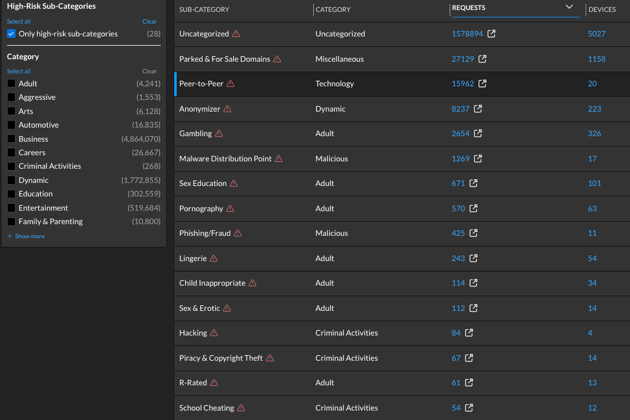 High-Risk Sub-Categories
Select all Clear
Only high-risk sub-categories (28)
Category
Select all Clear
Adult (4,241)
Aggressive (1,553)
Arts (6,128)
Automotive (16,835)
Business (4,864,070)
Careers (26,667)
Criminal Activities (268)
Dynamic (1,772,855)
Education (302,559)
Entertainment (519,684)
Family & Parenting (10,800)
+ Show more
SUB-CATEGORY CATEGORY REQUESTS DEVICES
Uncategorized Uncategorized 1578894 5027
Parked & For Sale Domains Miscellaneous 27129 1158
Peer-to-Peer Technology 15962 20
Anonymizer Dynamic 8237 223
Gambling Adult 2654 326
Malware Distribution Point Malicious 1269 17
Sex Education Adult 671 101
Pornography Adult 570 63
Phishing/Fraud Malicious 425 11
Lingerie Adult 243 54
Child Inappropriate Adult 114 34
Sex & Erotic Adult 112 14
Hacking Criminal Activities 84 4
Piracy & Copyright Theft Criminal Activities 67 14
R-Rated Adult 61 13
School Cheating Criminal Activities 54 12